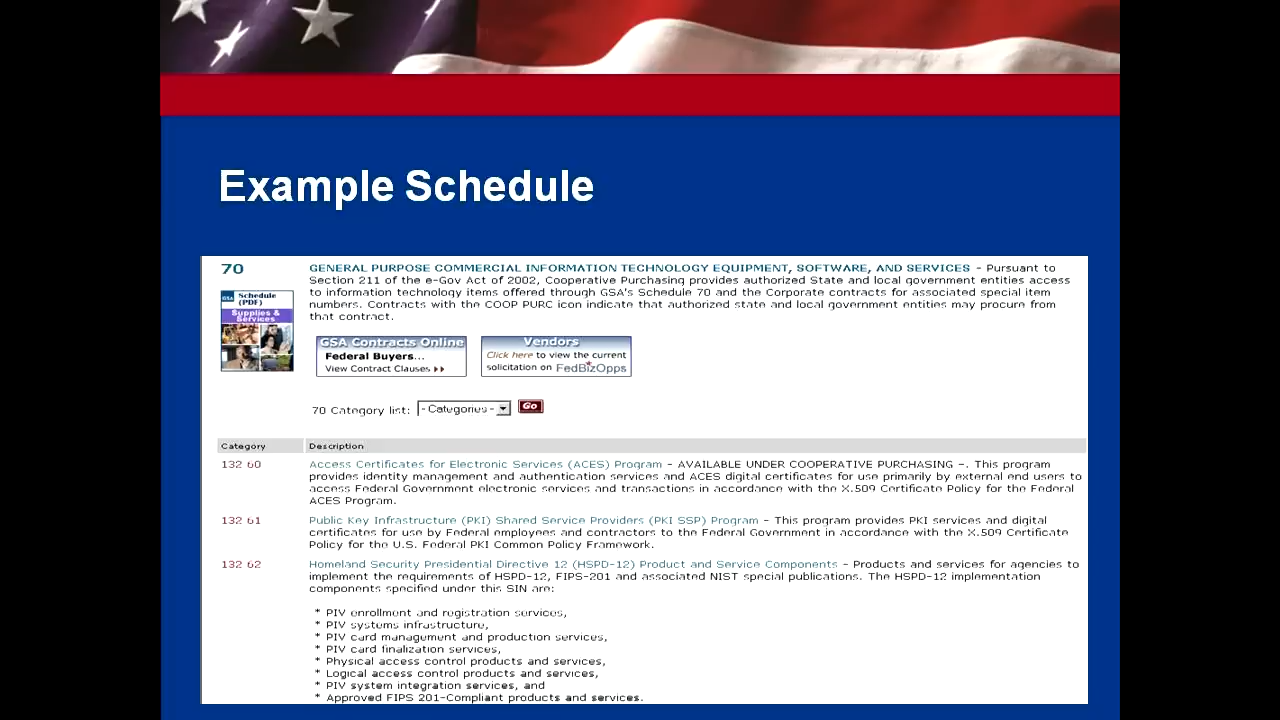 Example Schedule
70
GENERAL PURPOSE COMMERCIAL INFORMATION TECHNOLOGY EQUIPMENT, SOFTWARE, AND SERVICES - Pursuant to
Section 211 of the e-Gov Act of 2002, Cooperative Purchasing provides authorized State and local government entities access
to information technology items offered through GSA's Schedule 70 and the Corporate contracts for associated special item
numbers. Contracts with the COOP PURC icon indicate that authorized state and local government entities may procure from
that contract.
GSA Schedule
(PDF)
Supplies &
Services
GSA Contracts Online
Federal Buyers...
View Contract Clauses
Vendors
Click here to view the current
solicitation on FedBizOpps
70 Category list: - Categories - Go
Category Description
132 60 Access Certificates for Electronic Services (ACES) Program - AVAILABLE UNDER COOPERATIVE PURCHASING -. This program
provides identity management and authentication services and ACES digital certificates for use primarily by external end users to
access Federal Government electronic services and transactions in accordance with the X.509 Certificate Policy for the Federal
ACES Program.
132 61 Public Key Infrastructure (PKI) Shared Service Providers (PKI SSP) Program - This program provides PKI services and digital
certificates for use by Federal employees and contractors to the Federal Government in accordance with the X.509 Certificate
Policy for the U.S. Federal PKI Common Policy Framework.
132 62 Homeland Security Presidential Directive 12 (HSPD-12) Product and Service Components - Products and services for agencies to
implement the requirements of HSPD-12, FIPS-201 and associated NIST special publications. The HSPD-12 implementation
components specified under this SIN are:
* PIV enrollment and registration services,
* PIV systems infrastructure,
* PIV card management and production services,
* PIV card finalization services,
* Physical access control products and services,
* Logical access control products and services,
* PIV system integration services, and
* Approved FIPS 201-Compliant products and services.